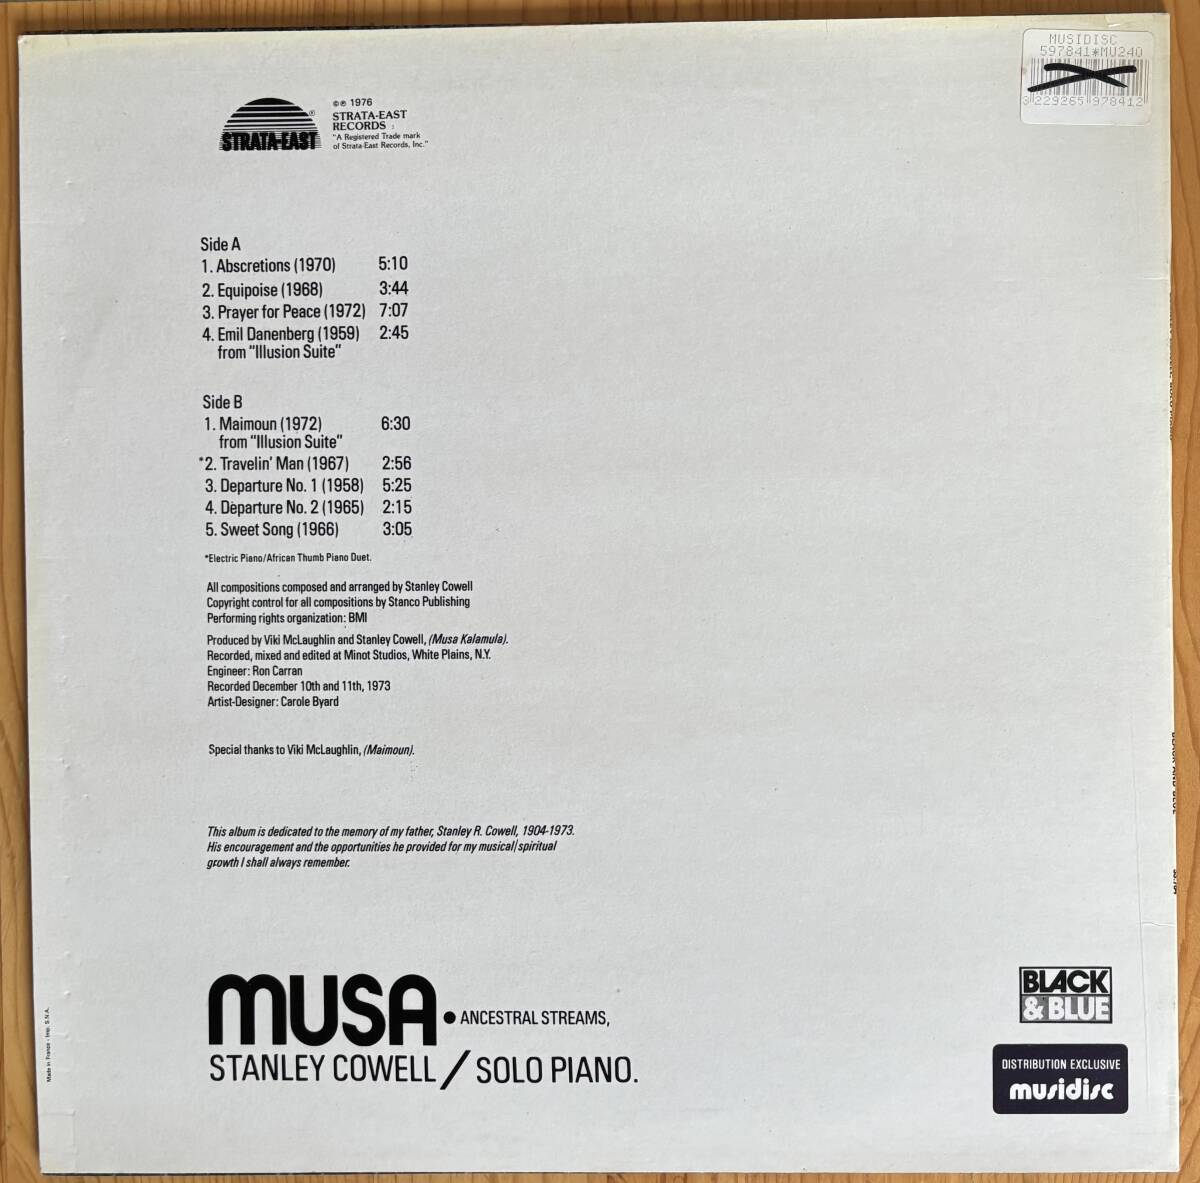 MUSIDISC
597841*MU240
3 229265 978412
STRATA-EAST ®
©℗ 1976
STRATA-EAST
RECORDS
"A Registered Trade mark
of Strata-East Records, Inc."
Side A
1. Abscretions (1970) 5:10
2. Equipoise (1968) 3:44
3. Prayer for Peace (1972) 7:07
4. Emil Danenberg (1959) 2:45
from "Illusion Suite"
Side B
1. Maimoun (1972) 6:30
from "Illusion Suite"
*2. Travelin' Man (1967) 2:56
3. Departure No. 1 (1958) 5:25
4. Departure No. 2 (1965) 2:15
5. Sweet Song (1966) 3:05
*Electric Piano/African Thumb Piano Duet.
All compositions composed and arranged by Stanley Cowell
Copyright control for all compositions by Stanco Publishing
Performing rights organization: BMI
Produced by Viki McLaughlin and Stanley Cowell, (Musa Kalamula).
Recorded, mixed and edited at Minot Studios, White Plains, N.Y.
Engineer: Ron Carran
Recorded December 10th and 11th, 1973
Artist-Designer: Carole Byard
Special thanks to Viki McLaughlin, (Maimoun).
This album is dedicated to the memory of my father, Stanley R. Cowell, 1904-1973.
His encouragement and the opportunities he provided for my musical/spiritual
growth I shall always remember.
MUSA • ANCESTRAL STREAMS,
STANLEY COWELL / SOLO PIANO.
Made in France - Imp. S.N.A.
BLACK
& BLUE
DISTRIBUTION EXCLUSIVE
musidisc